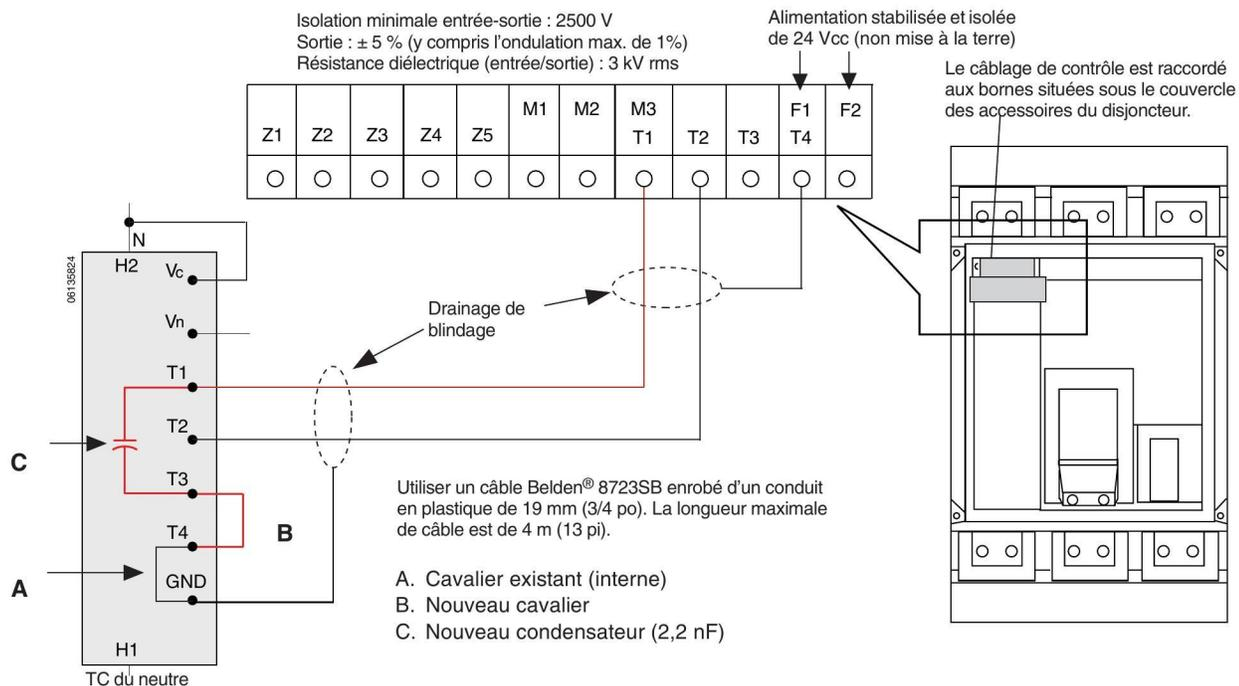 Isolation minimale entrée-sortie : 2500 V
Sortie : ± 5 % (y compris l'ondulation max. de 1%)
Résistance diélectrique (entrée/sortie) : 3 kV rms
Alimentation stabilisée et isolée
de 24 Vcc (non mise à la terre)
Le câblage de contrôle est raccordé
aux bornes situées sous le couvercle
des accessoires du disjoncteur.
M1 M2 M3 F1 F2
Z1 Z2 Z3 Z4 Z5 T1 T2 T3 T4
N
H2
Vc
06135824
Vn
Drainage de
blindage
T1
T2
C
T3
T4
B
GND
A
H1
TC du neutre
Utiliser un câble Belden® 8723SB enrobé d'un conduit
en plastique de 19 mm (3/4 po). La longueur maximale
de câble est de 4 m (13 pi).
A. Cavalier existant (interne)
B. Nouveau cavalier
C. Nouveau condensateur (2,2 nF)